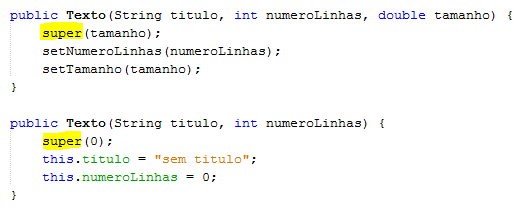 public Texto(String titulo, int numeroLinhas, double tamanho) {
    super(tamanho);
    setNumeroLinhas(numeroLinhas);
    setTamanho(tamanho);
}

public Texto(String titulo, int numeroLinhas) {
    super(0);
    this.titulo = "sem titulo";
    this.numeroLinhas = 0;
}